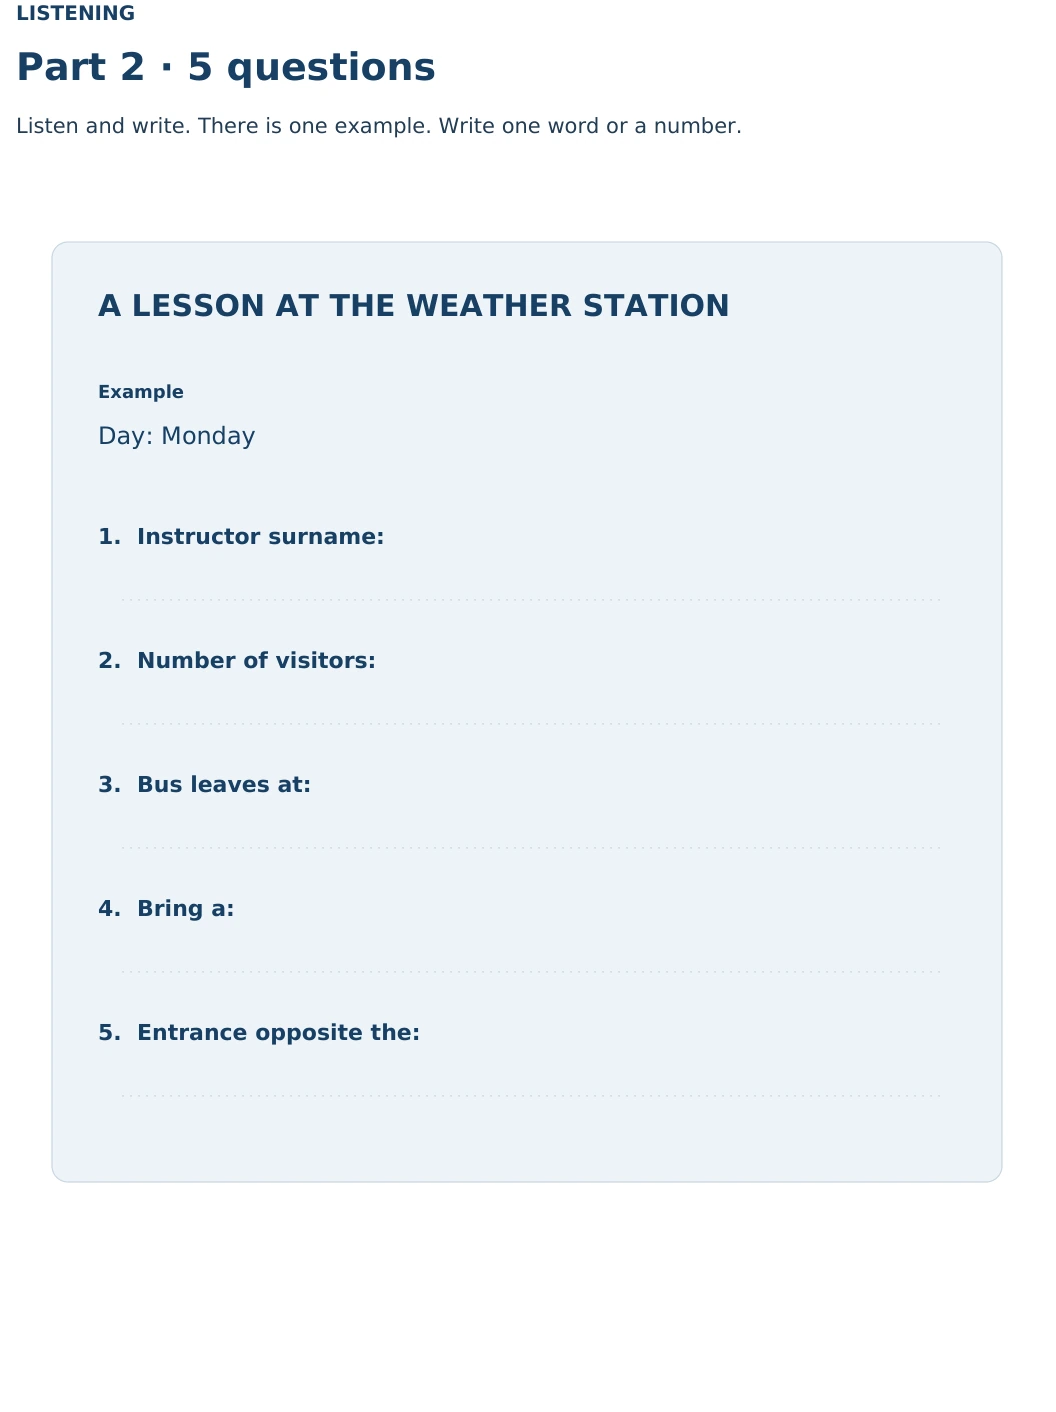 LISTENING
Part 2 · 5 questions
Listen and write. There is one example. Write one word or a number.
A LESSON AT THE WEATHER STATION
Example
Day: Monday
1. Instructor surname:
2. Number of visitors:
3. Bus leaves at:
4. Bring a:
5. Entrance opposite the: